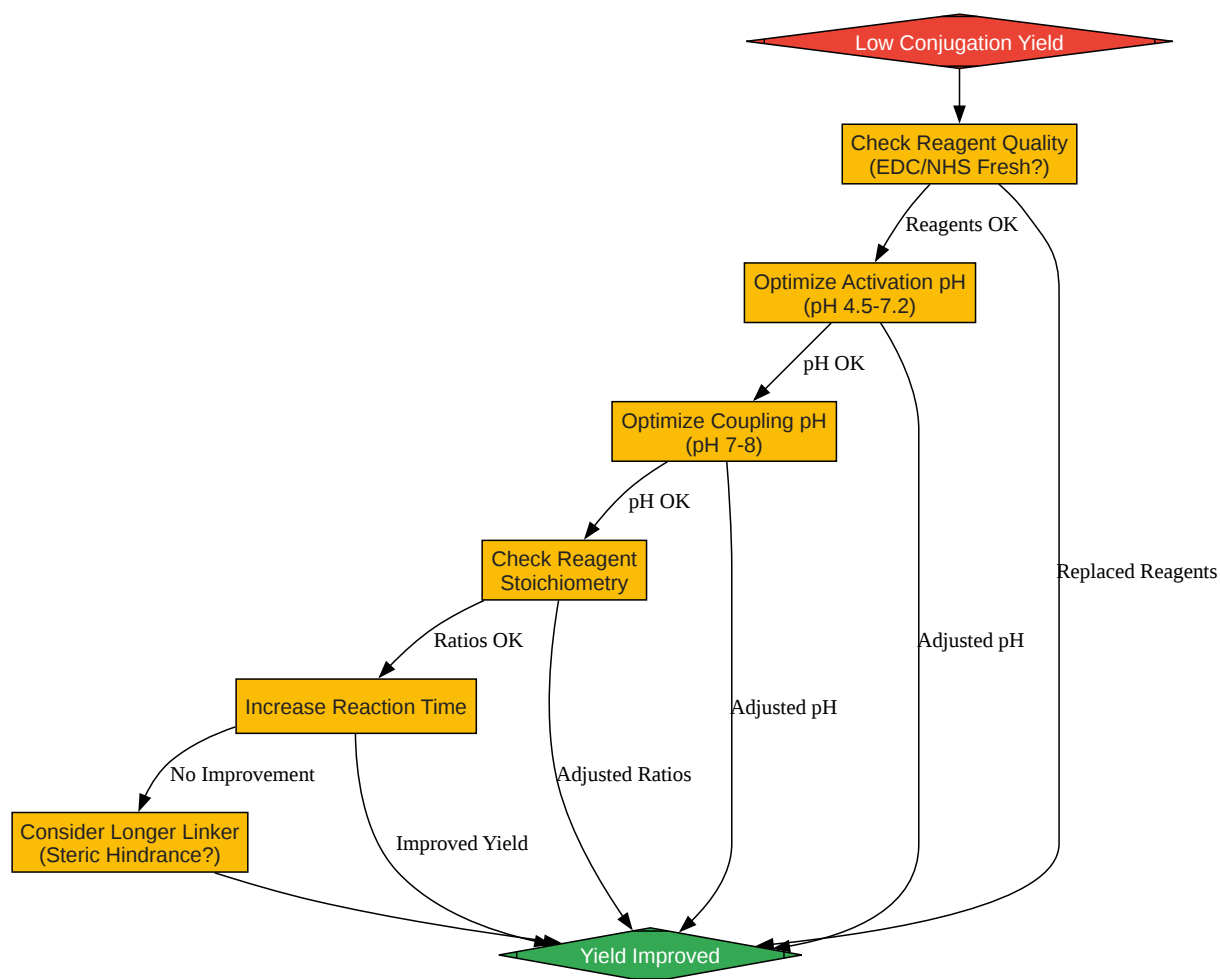 Low Conjugation Yield
Check Reagent Quality
(EDC/NHS Fresh?)
Reagents OK
Optimize Activation pH
(pH 4.5-7.2)
pH OK
Optimize Coupling pH
(pH 7-8)
pH OK
Check Reagent
Stoichiometry
Replaced Reagents
Ratios OK
Adjusted pH
Increase Reaction Time
Adjusted pH
No Improvement
Adjusted Ratios
Consider Longer Linker
(Steric Hindrance?)
Improved Yield
Yield Improved